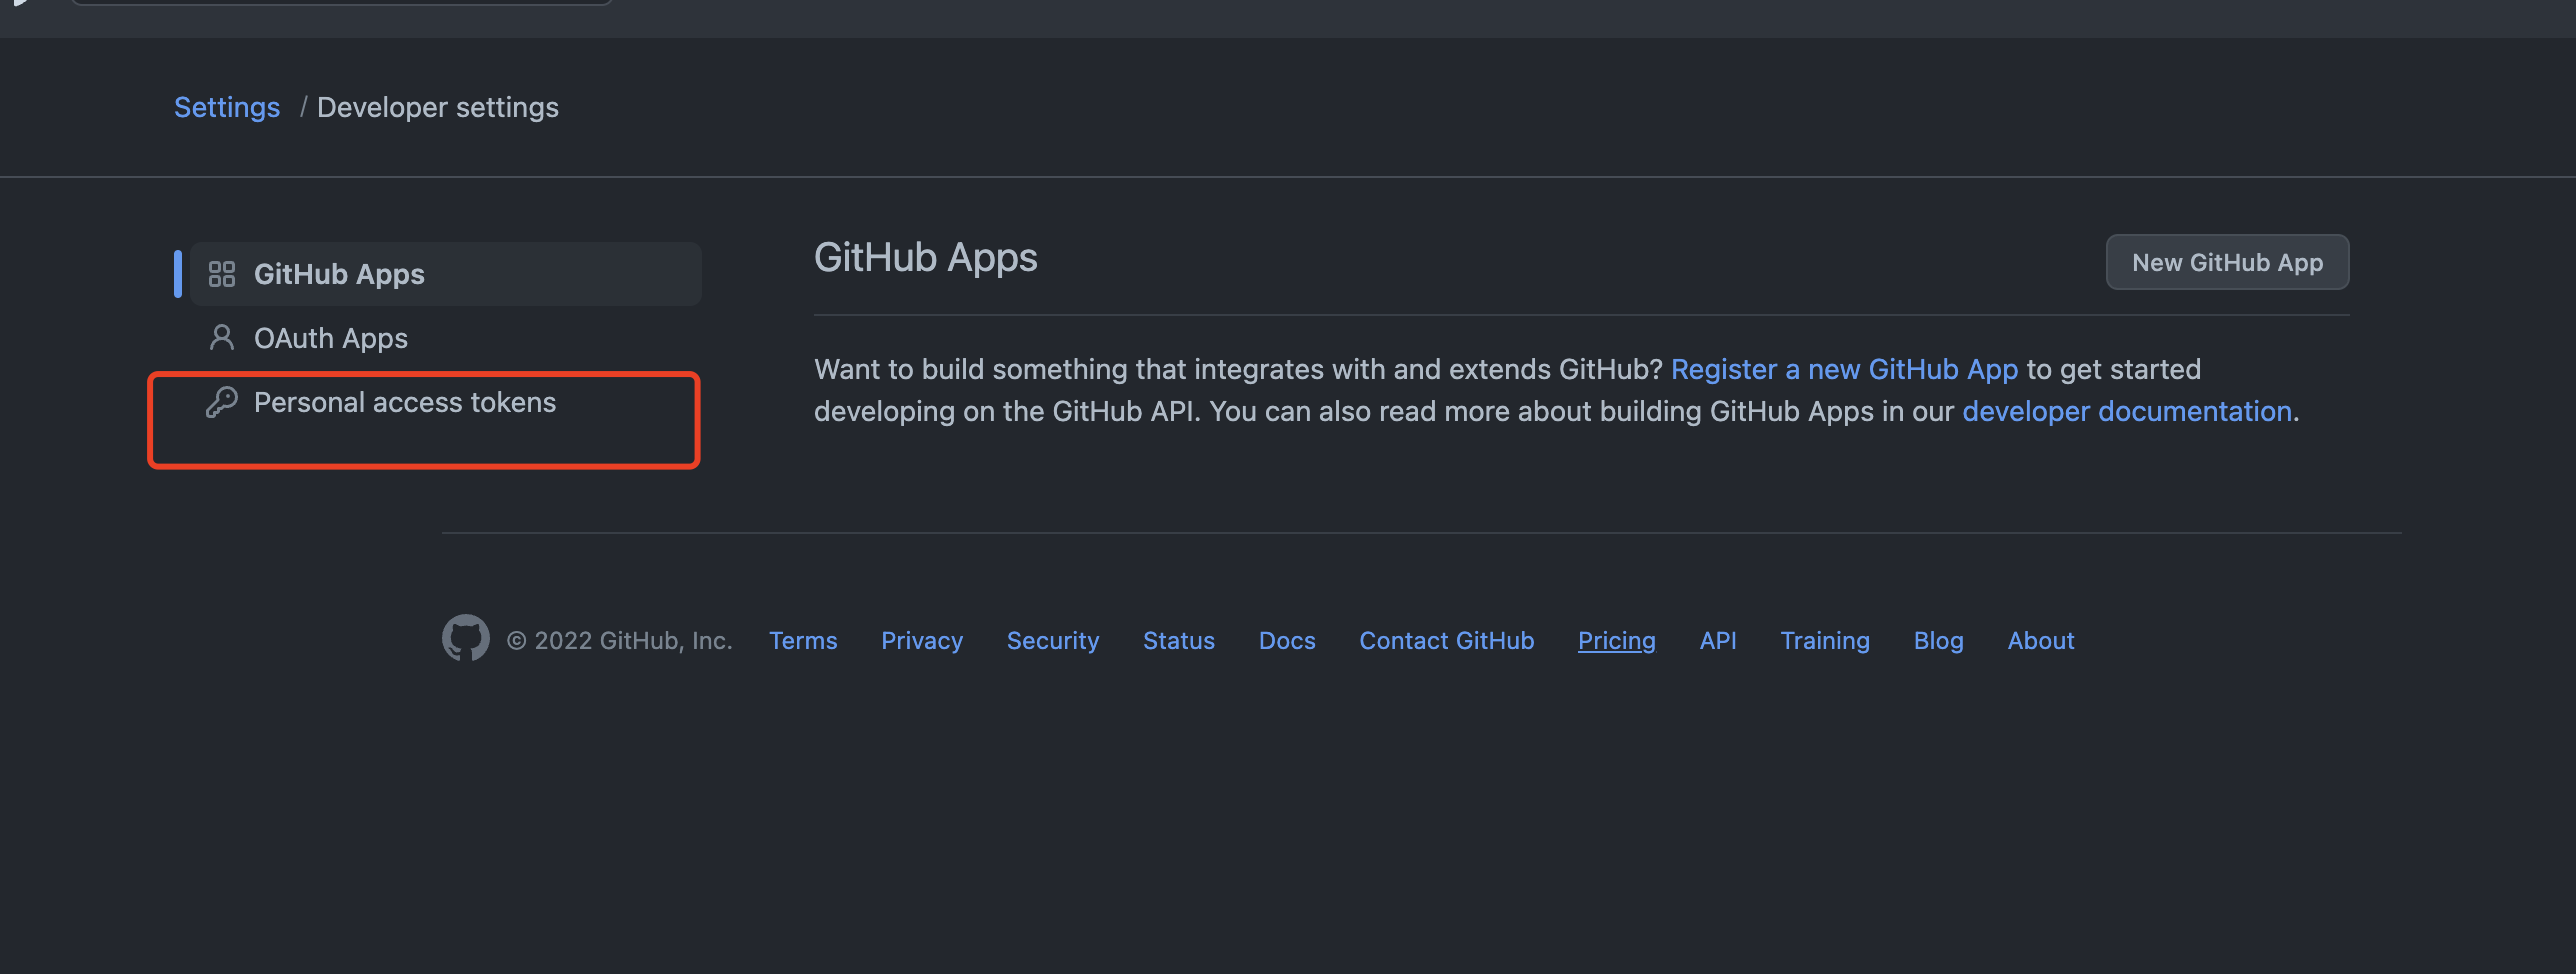 Settings / Developer settings
GitHub Apps
OAuth Apps
Personal access tokens
GitHub Apps
New GitHub App
Want to build something that integrates with and extends GitHub? Register a new GitHub App to get started
developing on the GitHub API. You can also read more about building GitHub Apps in our developer documentation.
© 2022 GitHub, Inc. Terms Privacy Security Status Docs Contact GitHub Pricing API Training Blog About